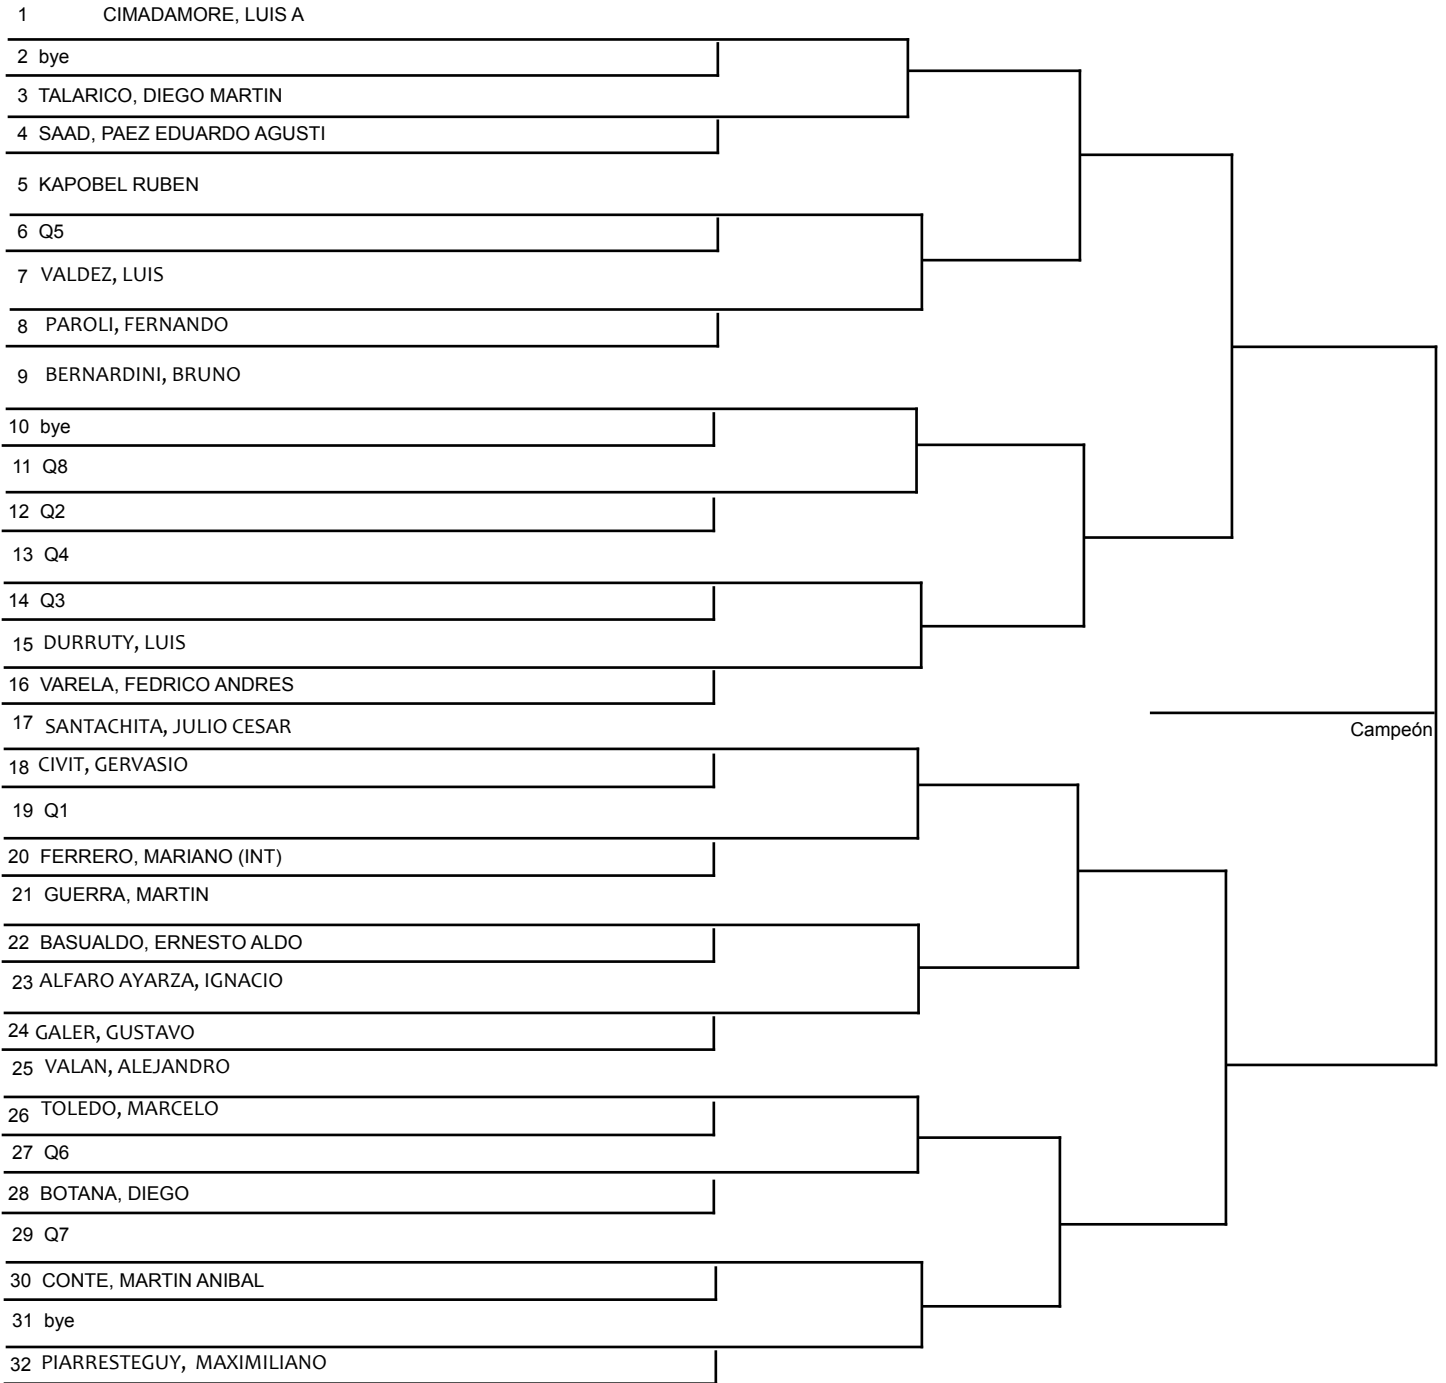 1 CIMADAMORE, LUIS A
2 bye
3 TALARICO, DIEGO MARTIN
4 SAAD, PAEZ EDUARDO AGUSTI
5 KAPOBEL RUBEN
6 Q5
7 VALDEZ, LUIS
8 PAROLI, FERNANDO
9 BERNARDINI, BRUNO
10 bye
11 Q8
12 Q2
13 Q4
14 Q3
15 DURRUTY, LUIS
16 VARELA, FEDRICO ANDRES
17 SANTACHITA, JULIO CESAR
Campeón
18 CIVIT, GERVASIO
19 Q1
20 FERRERO, MARIANO (INT)
21 GUERRA, MARTIN
22 BASUALDO, ERNESTO ALDO
23 ALFARO AYARZA, IGNACIO
24 GALER, GUSTAVO
25 VALAN, ALEJANDRO
26 TOLEDO, MARCELO
27 Q6
28 BOTANA, DIEGO
29 Q7
30 CONTE, MARTIN ANIBAL
31 bye
32 PIARRESTEGUY, MAXIMILIANO